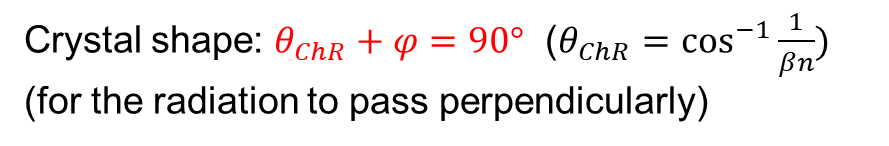 Crystal shape: θ_ChR + φ = 90° (θ_ChR = cos⁻¹ 1/βn)
(for the radiation to pass perpendicularly)